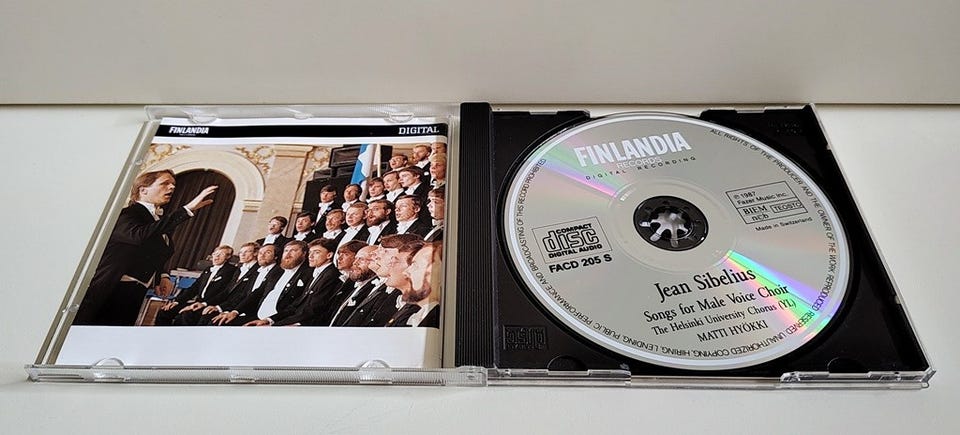 FINLANDIA
DIGITAL
FINLANDIA
RECORDS
DIGITAL RECORDING
COMPACT
disc
DIGITAL AUDIO
FACD 205 S
℗ 1987
Fazer Music Inc.
BIEM
ncb
TEOSTO
Made in Switzerland
Jean Sibelius
Songs for Male Voice Choir
The Helsinki University Chorus (YL)
MATTI HYÖKKI
ALL RIGHTS OF THE PRODUCER AND THE OWNER OF THE WORK REPRODUCED RESERVED. UNAUTHORIZED COPYING, HIRING, LENDING, PUBLIC PERFORMANCE AND BROADCASTING OF THIS RECORD PROHIBITED